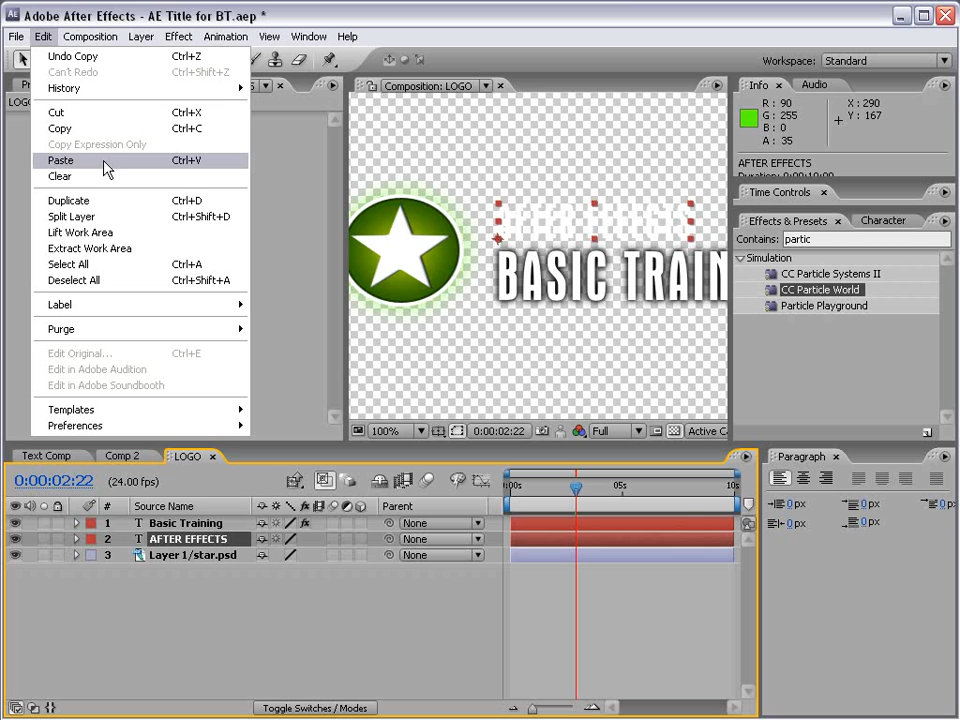 Adobe After Effects - AE Title for BT.aep *
File Edit Composition Layer Effect Animation View Window Help
Workspace: Standard
Undo Copy Ctrl+Z
Can't Redo Ctrl+Shift+Z
History
Cut Ctrl+X
Copy Ctrl+C
Copy Expression Only
Paste Ctrl+V
Clear
Duplicate Ctrl+D
Split Layer Ctrl+Shift+D
Lift Work Area
Extract Work Area
Select All Ctrl+A
Deselect All Ctrl+Shift+A
Label
Purge
Edit Original... Ctrl+E
Edit in Adobe Audition
Edit in Adobe Soundbooth
Templates
Preferences
Composition: LOGO
AFTER EFFECTS
BASIC TRAIN
100% 0:00:02:22 Full Active C
Info Audio
R: 90 X: 290
G: 255 Y: 167
B: 0
A: 35
AFTER EFFECTS
Time Controls
Effects & Presets Character
Contains: partic
Simulation
CC Particle Systems II
CC Particle World
Particle Playground
Text Comp Comp 2 LOGO
0:00:02:22 (24.00 fps)
:00s 05s 10s
# Source Name Parent
1 T Basic Training None
2 T AFTER EFFECTS None
3 Layer 1/star.psd None
Toggle Switches / Modes
Paragraph
0 px 0 px 0 px
0 px 0 px